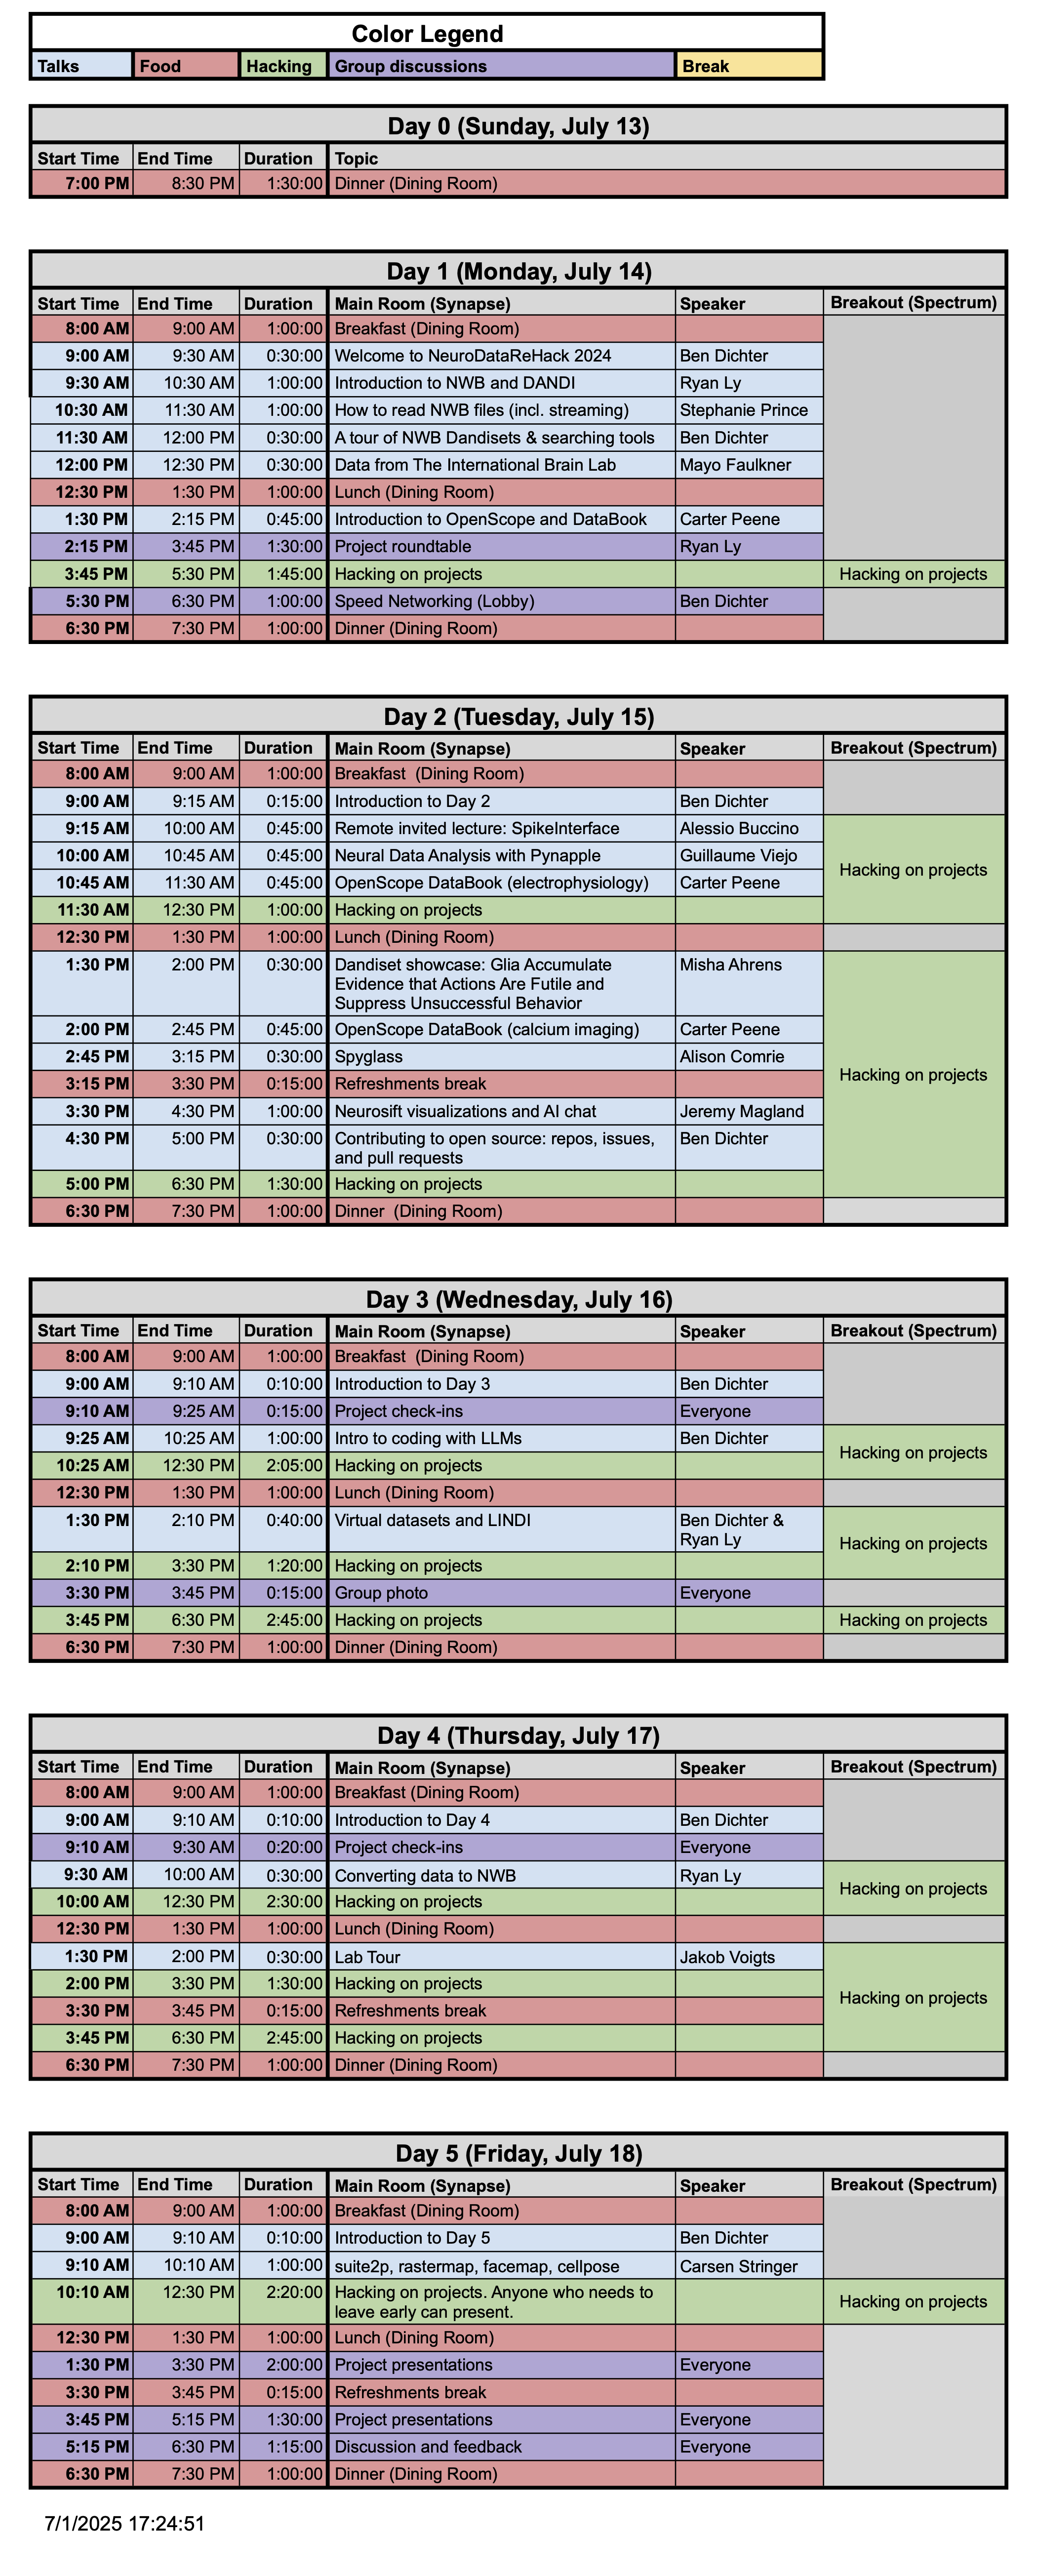 Color Legend
Talks Food Hacking Group discussions Break
Day 0 (Sunday, July 13)
Start Time End Time Duration Topic
7:00 PM 8:30 PM 1:30:00 Dinner (Dining Room)
Day 1 (Monday, July 14)
Start Time End Time Duration Main Room (Synapse) Speaker Breakout (Spectrum)
8:00 AM 9:00 AM 1:00:00 Breakfast (Dining Room)
9:00 AM 9:30 AM 0:30:00 Welcome to NeuroDataReHack 2024 Ben Dichter
9:30 AM 10:30 AM 1:00:00 Introduction to NWB and DANDI Ryan Ly
10:30 AM 11:30 AM 1:00:00 How to read NWB files (incl. streaming) Stephanie Prince
11:30 AM 12:00 PM 0:30:00 A tour of NWB Dandisets & searching tools Ben Dichter
12:00 PM 12:30 PM 0:30:00 Data from The International Brain Lab Mayo Faulkner
12:30 PM 1:30 PM 1:00:00 Lunch (Dining Room)
1:30 PM 2:15 PM 0:45:00 Introduction to OpenScope and DataBook Carter Peene
2:15 PM 3:45 PM 1:30:00 Project roundtable Ryan Ly
3:45 PM 5:30 PM 1:45:00 Hacking on projects Hacking on projects
5:30 PM 6:30 PM 1:00:00 Speed Networking (Lobby) Ben Dichter
6:30 PM 7:30 PM 1:00:00 Dinner (Dining Room)
Day 2 (Tuesday, July 15)
Start Time End Time Duration Main Room (Synapse) Speaker Breakout (Spectrum)
8:00 AM 9:00 AM 1:00:00 Breakfast (Dining Room)
9:00 AM 9:15 AM 0:15:00 Introduction to Day 2 Ben Dichter
9:15 AM 10:00 AM 0:45:00 Remote invited lecture: SpikeInterface Alessio Buccino
10:00 AM 10:45 AM 0:45:00 Neural Data Analysis with Pynapple Guillaume Viejo
Hacking on projects
10:45 AM 11:30 AM 0:45:00 OpenScope DataBook (electrophysiology) Carter Peene
11:30 AM 12:30 PM 1:00:00 Hacking on projects
12:30 PM 1:30 PM 1:00:00 Lunch (Dining Room)
1:30 PM 2:00 PM 0:30:00 Dandiset showcase: Glia Accumulate Misha Ahrens
Evidence that Actions Are Futile and
Suppress Unsuccessful Behavior
2:00 PM 2:45 PM 0:45:00 OpenScope DataBook (calcium imaging) Carter Peene
2:45 PM 3:15 PM 0:30:00 Spyglass Alison Comrie
Hacking on projects
3:15 PM 3:30 PM 0:15:00 Refreshments break
3:30 PM 4:30 PM 1:00:00 Neurosift visualizations and AI chat Jeremy Magland
4:30 PM 5:00 PM 0:30:00 Contributing to open source: repos, issues, Ben Dichter
and pull requests
5:00 PM 6:30 PM 1:30:00 Hacking on projects
6:30 PM 7:30 PM 1:00:00 Dinner (Dining Room)
Day 3 (Wednesday, July 16)
Start Time End Time Duration Main Room (Synapse) Speaker Breakout (Spectrum)
8:00 AM 9:00 AM 1:00:00 Breakfast (Dining Room)
9:00 AM 9:10 AM 0:10:00 Introduction to Day 3 Ben Dichter
9:10 AM 9:25 AM 0:15:00 Project check-ins Everyone
9:25 AM 10:25 AM 1:00:00 Intro to coding with LLMs Ben Dichter
Hacking on projects
10:25 AM 12:30 PM 2:05:00 Hacking on projects
12:30 PM 1:30 PM 1:00:00 Lunch (Dining Room)
1:30 PM 2:10 PM 0:40:00 Virtual datasets and LINDI Ben Dichter &
Ryan Ly
Hacking on projects
2:10 PM 3:30 PM 1:20:00 Hacking on projects
3:30 PM 3:45 PM 0:15:00 Group photo Everyone
3:45 PM 6:30 PM 2:45:00 Hacking on projects Hacking on projects
6:30 PM 7:30 PM 1:00:00 Dinner (Dining Room)
Day 4 (Thursday, July 17)
Start Time End Time Duration Main Room (Synapse) Speaker Breakout (Spectrum)
8:00 AM 9:00 AM 1:00:00 Breakfast (Dining Room)
9:00 AM 9:10 AM 0:10:00 Introduction to Day 4 Ben Dichter
9:10 AM 9:30 AM 0:20:00 Project check-ins Everyone
9:30 AM 10:00 AM 0:30:00 Converting data to NWB Ryan Ly
Hacking on projects
10:00 AM 12:30 PM 2:30:00 Hacking on projects
12:30 PM 1:30 PM 1:00:00 Lunch (Dining Room)
1:30 PM 2:00 PM 0:30:00 Lab Tour Jakob Voigts
2:00 PM 3:30 PM 1:30:00 Hacking on projects
Hacking on projects
3:30 PM 3:45 PM 0:15:00 Refreshments break
3:45 PM 6:30 PM 2:45:00 Hacking on projects
6:30 PM 7:30 PM 1:00:00 Dinner (Dining Room)
Day 5 (Friday, July 18)
Start Time End Time Duration Main Room (Synapse) Speaker Breakout (Spectrum)
8:00 AM 9:00 AM 1:00:00 Breakfast (Dining Room)
9:00 AM 9:10 AM 0:10:00 Introduction to Day 5 Ben Dichter
9:10 AM 10:10 AM 1:00:00 suite2p, rastermap, facemap, cellpose Carsen Stringer
10:10 AM 12:30 PM 2:20:00 Hacking on projects. Anyone who needs to Hacking on projects
leave early can present.
12:30 PM 1:30 PM 1:00:00 Lunch (Dining Room)
1:30 PM 3:30 PM 2:00:00 Project presentations Everyone
3:30 PM 3:45 PM 0:15:00 Refreshments break
3:45 PM 5:15 PM 1:30:00 Project presentations Everyone
5:15 PM 6:30 PM 1:15:00 Discussion and feedback Everyone
6:30 PM 7:30 PM 1:00:00 Dinner (Dining Room)
7/1/2025 17:24:51